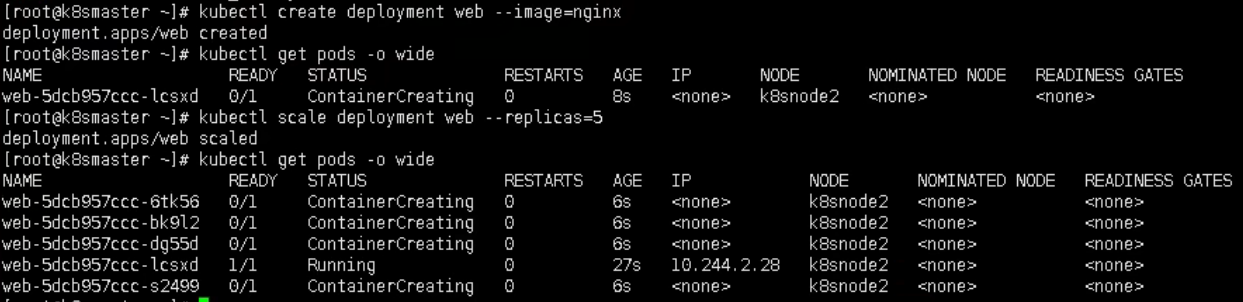 [root@k8smaster ~]# kubectl create deployment web --image=nginx
deployment.apps/web created
[root@k8smaster ~]# kubectl get pods -o wide
NAME READY STATUS RESTARTS AGE IP NODE NOMINATED NODE READINESS GATES
web-5dcb957ccc-lcsxd 0/1 ContainerCreating 0 8s <none> k8snode2 <none> <none>
[root@k8smaster ~]# kubectl scale deployment web --replicas=5
deployment.apps/web scaled
[root@k8smaster ~]# kubectl get pods -o wide
NAME READY STATUS RESTARTS AGE IP NODE NOMINATED NODE READINESS GATES
web-5dcb957ccc-6tk56 0/1 ContainerCreating 0 6s <none> k8snode2 <none> <none>
web-5dcb957ccc-bk9l2 0/1 ContainerCreating 0 6s <none> k8snode2 <none> <none>
web-5dcb957ccc-dg55d 0/1 ContainerCreating 0 6s <none> k8snode2 <none> <none>
web-5dcb957ccc-lcsxd 1/1 Running 0 27s 10.244.2.28 k8snode2 <none> <none>
web-5dcb957ccc-s2499 0/1 ContainerCreating 0 6s <none> k8snode2 <none> <none>